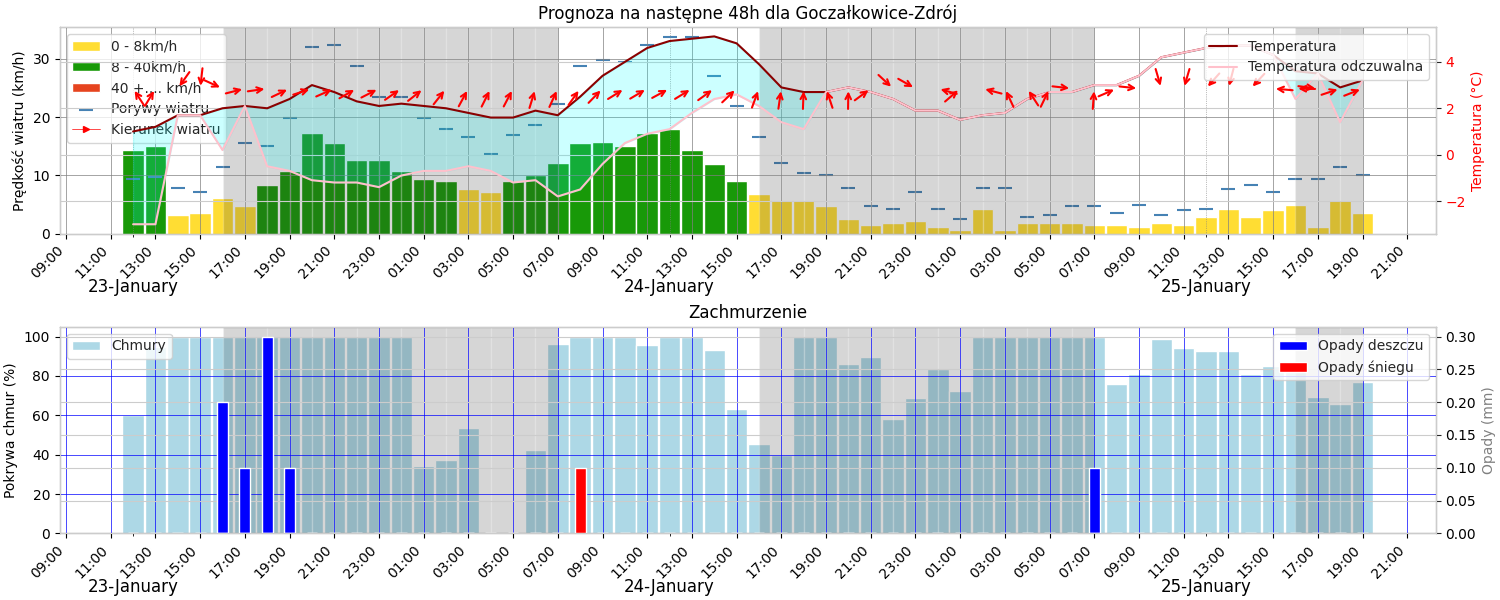 Prognoza na następne 48h dla Goczałkowice-Zdrój
Prędkość wiatru (km/h)
30
20
10
0
0 - 8km/h
8 - 40km/h
40 +.... km/h
Porywy wiatru
Kierunek wiatru
Temperatura
Temperatura odczuwalna
4
2
0
−2
Temperatura (°C)
09:00 11:00 13:00 15:00 17:00 19:00 21:00 23:00 01:00 03:00 05:00 07:00 09:00 11:00 13:00 15:00 17:00 19:00 21:00 23:00 01:00 03:00 05:00 07:00 09:00 11:00 13:00 15:00 17:00 19:00 21:00
23-January 24-January 25-January
Zachmurzenie
Pokrywa chmur (%)
100
80
60
40
20
0
Chmury
Opady deszczu
Opady śniegu
0.30
0.25
0.20
0.15
0.10
0.05
0.00
Opady (mm)
09:00 11:00 13:00 15:00 17:00 19:00 21:00 23:00 01:00 03:00 05:00 07:00 09:00 11:00 13:00 15:00 17:00 19:00 21:00 23:00 01:00 03:00 05:00 07:00 09:00 11:00 13:00 15:00 17:00 19:00 21:00
23-January 24-January 25-January